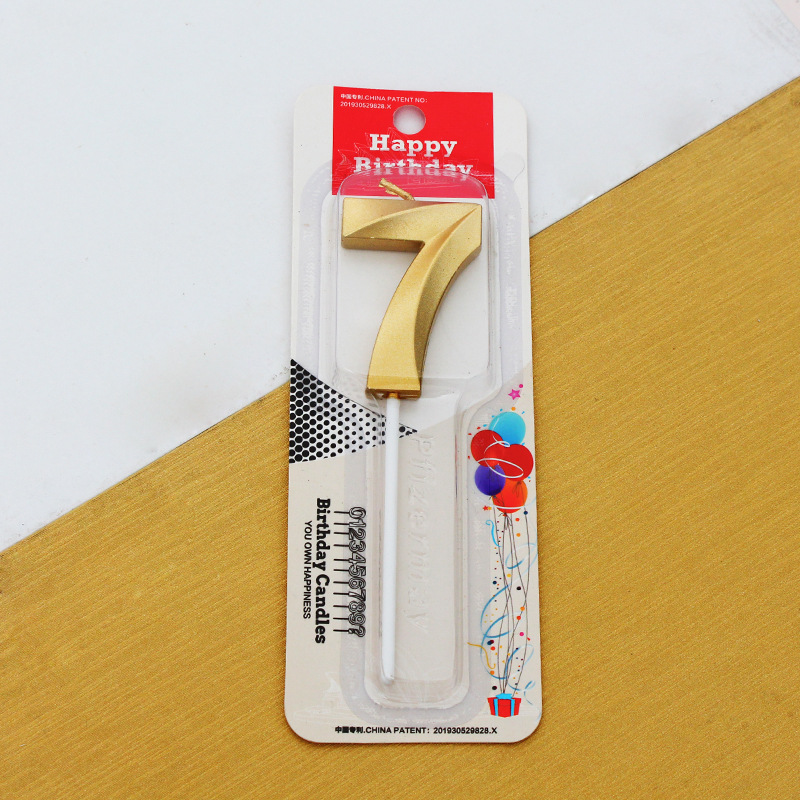 中国专利.CHINA PATENT NO:
201930529828.X
Happy
Birthday
7
0123456789?
Birthday Candles
YOU OWN HAPPINESS
中国专利.CHINA PATENT: 201930529828.X